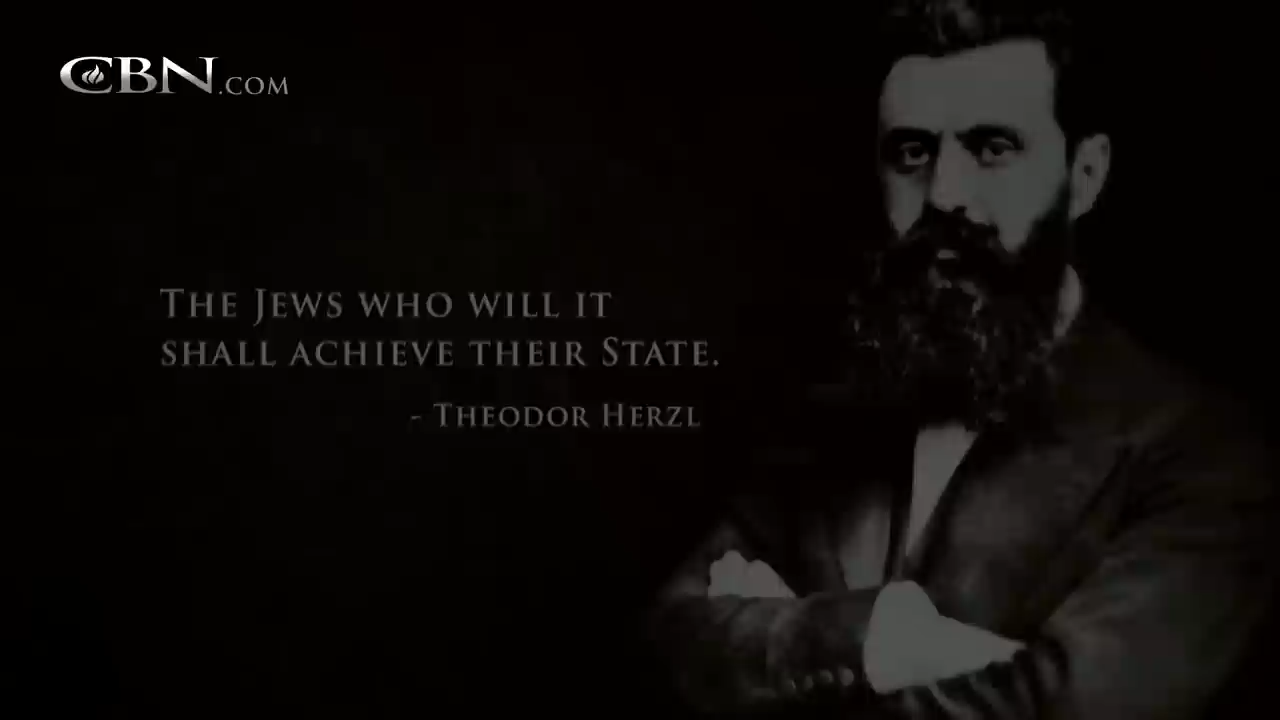 CBN.COM
THE JEWS WHO WILL IT
SHALL ACHIEVE THEIR STATE.
- THEODOR HERZL